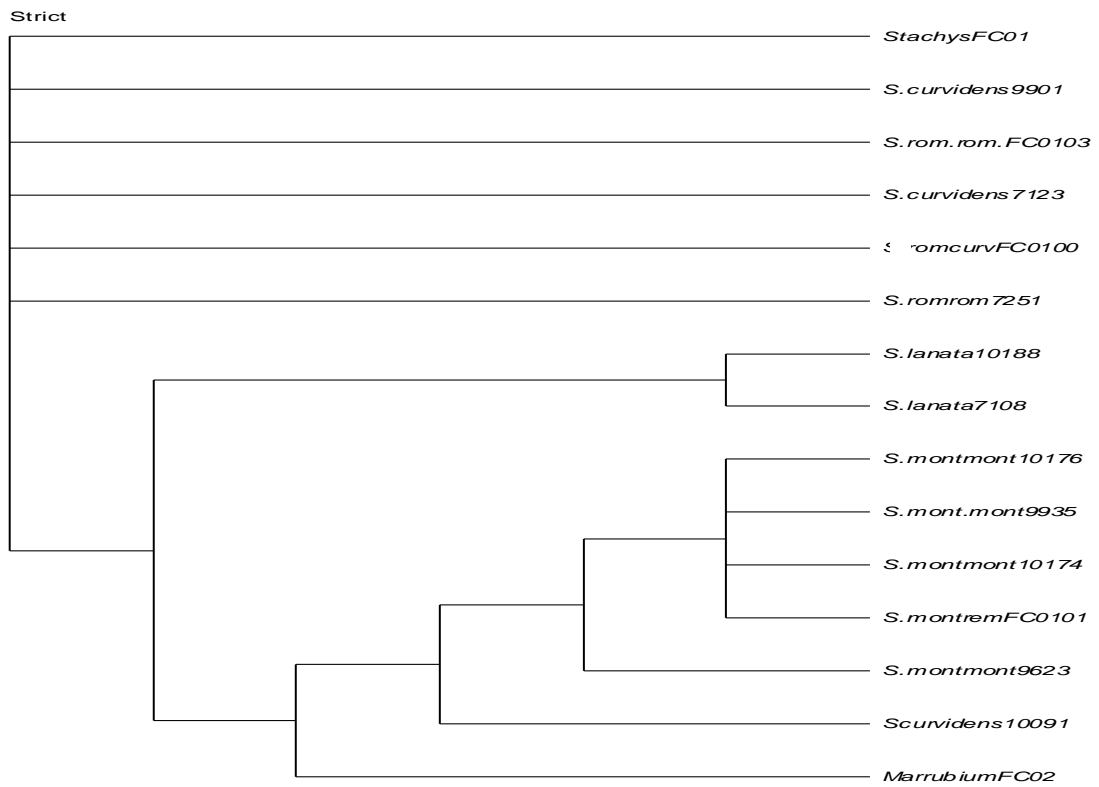 Strict
StachysFC01
S.curvidens9901
S.rom.rom.FC0103
S.curvidens7123
romcurvFC0100
S.romrom7251
S.lanata10188
S.lanata7108
S.montmont10176
S.mont.mont9935
S.montmont10174
S.montremFC0101
S.montmont9623
Scurvidens10091
MarrubiumFC02